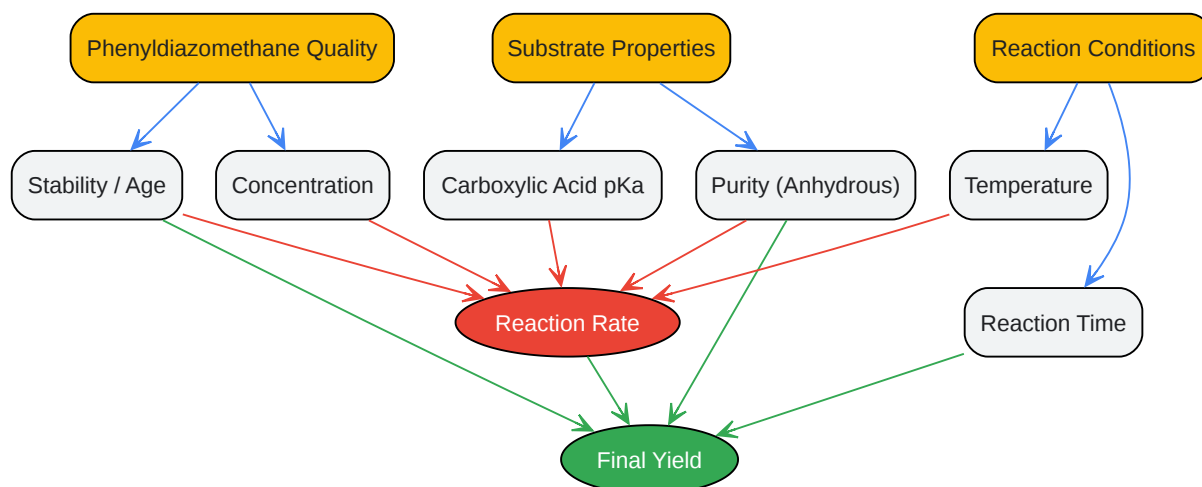 Phenyldiazomethane Quality
Substrate Properties
Reaction Conditions
Stability / Age
Concentration
Carboxylic Acid pKa
Purity (Anhydrous)
Temperature
Reaction Rate
Reaction Time
Final Yield